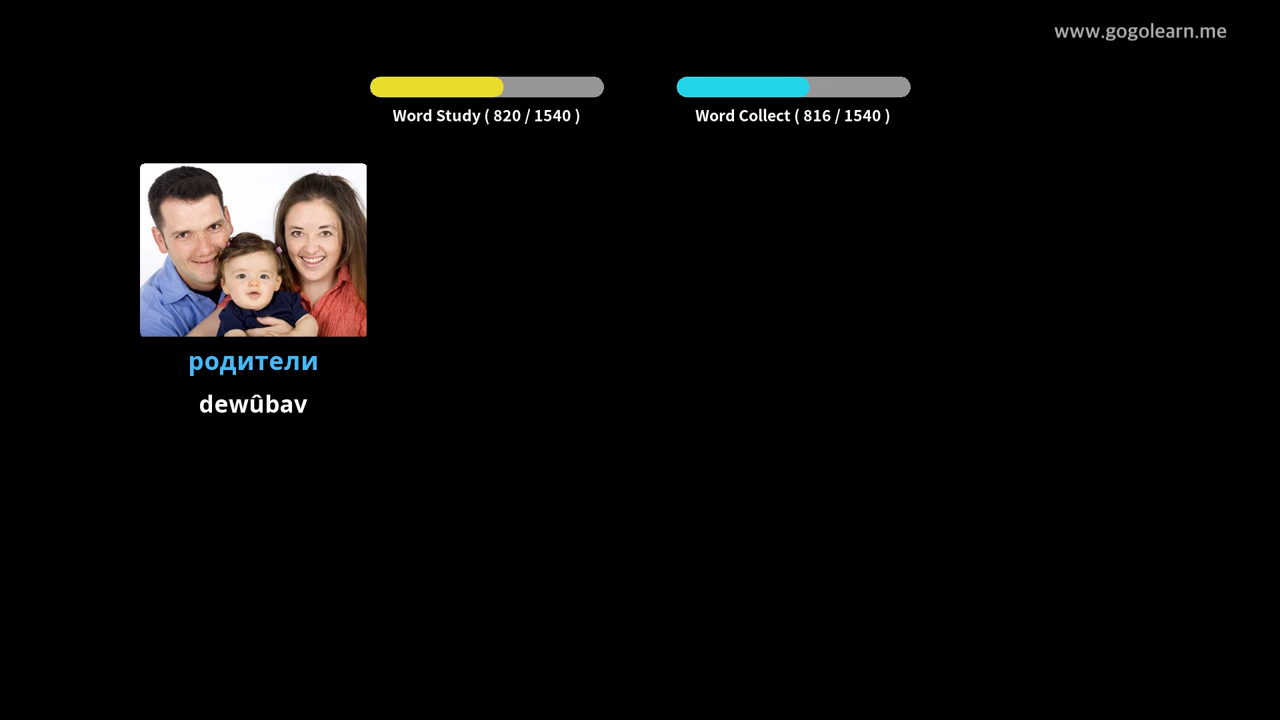 www.gogolearn.me
Word Study ( 820 / 1540 )
Word Collect ( 816 / 1540 )
родители
dewûbav